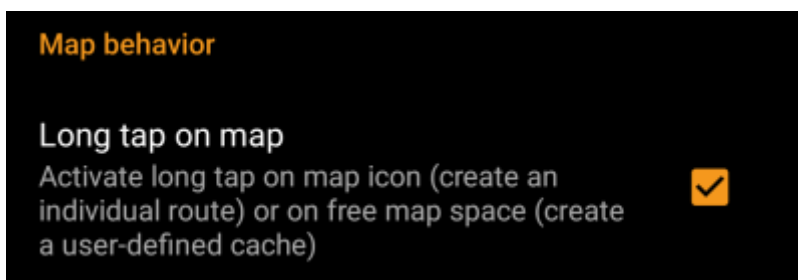 Map behavior
Long tap on map
Activate long tap on map icon (create an
individual route) or on free map space (create
a user-defined cache)